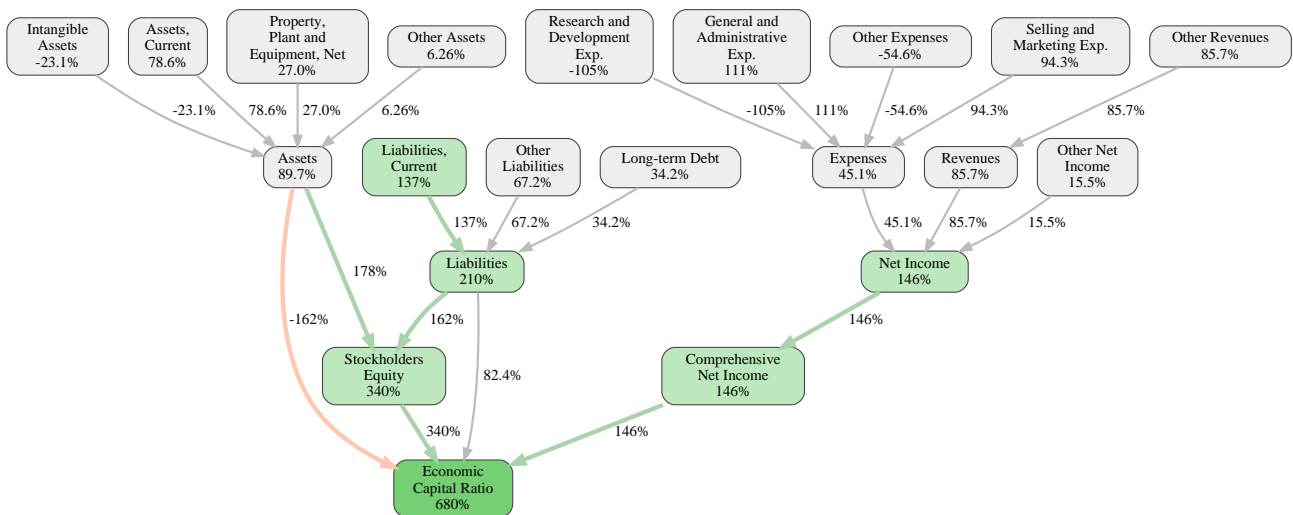 Intangible
Assets
-23.1%
Assets,
Current
78.6%
Property,
Plant and
Equipment, Net
27.0%
Other Assets
6.26%
Research and
Development
Exp.
-105%
General and
Administrative
Exp.
111%
Other Expenses
-54.6%
Selling and
Marketing Exp.
94.3%
Other Revenues
85.7%
-23.1%
78.6%
27.0%
6.26%
-105%
111%
-54.6%
94.3%
85.7%
Assets
89.7%
Liabilities,
Current
137%
Other
Liabilities
67.2%
Long-term Debt
34.2%
Expenses
45.1%
Revenues
85.7%
Other Net
Income
15.5%
137%
67.2%
34.2%
45.1%
85.7%
15.5%
178%
Liabilities
210%
Net Income
146%
-162%
162%
146%
Stockholders
Equity
340%
82.4%
Comprehensive
Net Income
146%
340%
146%
Economic
Capital Ratio
680%